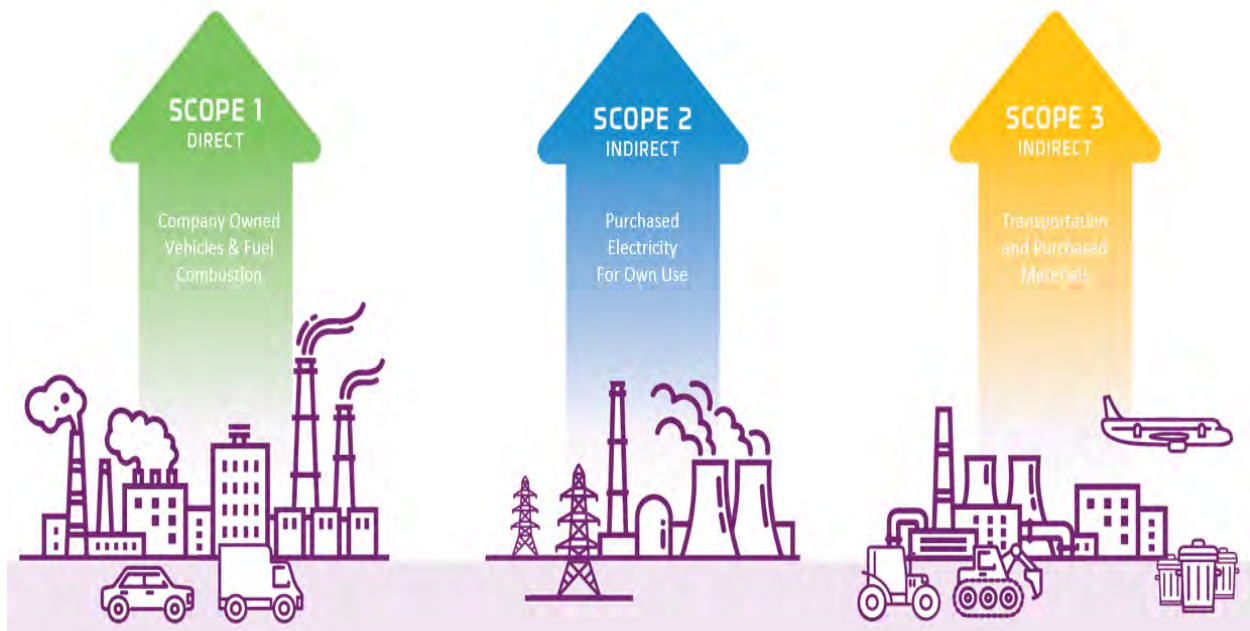 SCOPE 1
DIRECT
Company Owned
Vehicles & Fuel
Combustion
SCOPE 2
INDIRECT
Purchased
Electricity
For Own Use
SCOPE 3
INDIRECT
Transportation
and Purchased
Materials